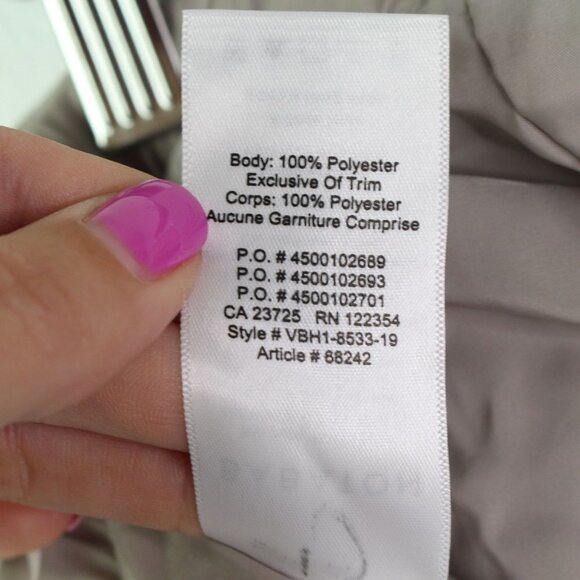 Body: 100% Polyester
Exclusive Of Trim
Corps: 100% Polyester
Aucune Garniture Comprise
P.O. # 4500102689
P.O. # 4500102693
P.O. # 4500102701
CA 23725 RN 122354
Style # VBH1-8533-19
Article # 68242